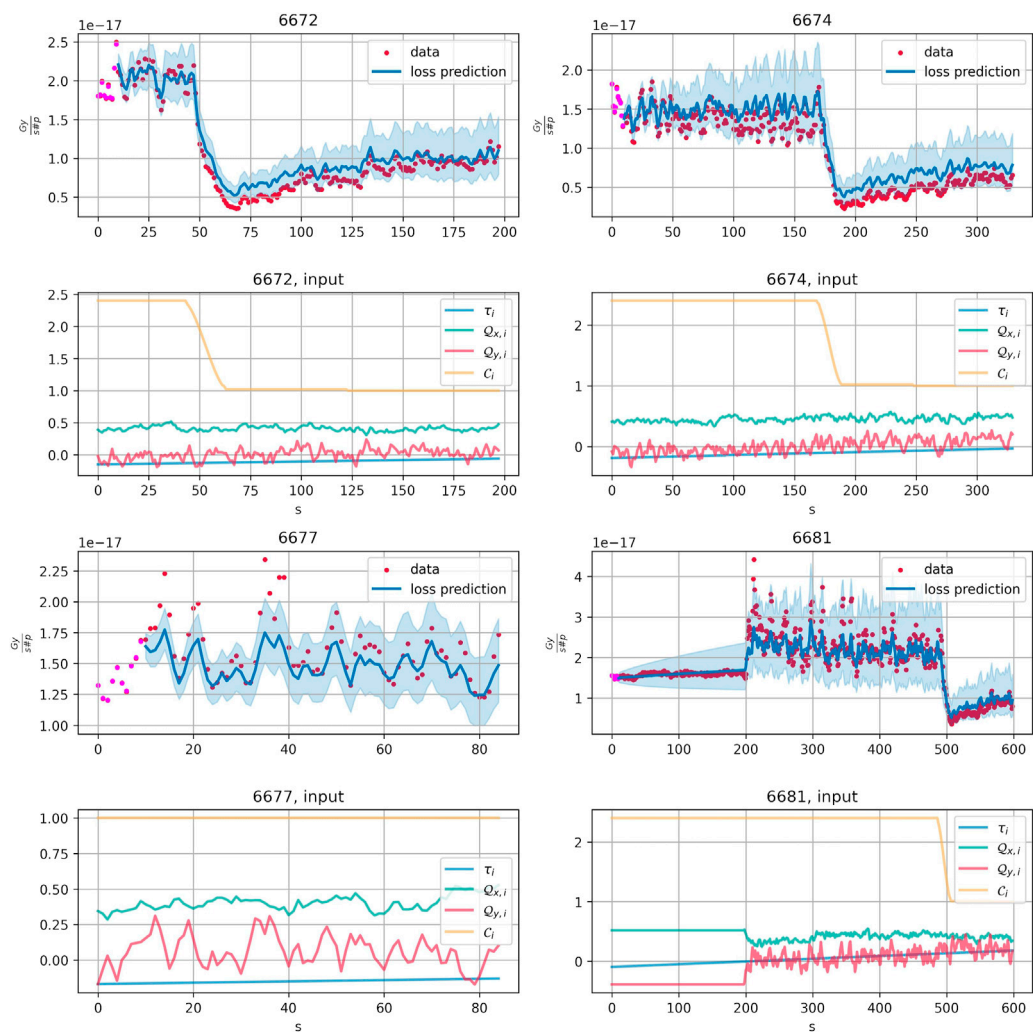 6672
1e−17
2.5
2.0
1.5
1.0
0.5
Gy
s#p
data
loss prediction
0 25 50 75 100 125 150 175 200
6674
1e−17
2.0
1.5
1.0
0.5
Gy
s#p
data
loss prediction
0 50 100 150 200 250 300
6672, input
2.5
2.0
1.5
1.0
0.5
0.0
τi
Qx, i
Qy, i
Ci
0 25 50 75 100 125 150 175 200
s
6674, input
2
1
0
τi
Qx, i
Qy, i
Ci
0 50 100 150 200 250 300
s
6677
1e−17
2.25
2.00
1.75
1.50
1.25
1.00
data
loss prediction
0 20 40 60 80
6681
1e−17
4
3
2
1
Gy
s#p
data
loss prediction
0 100 200 300 400 500 600
6677, input
1.00
0.75
0.50
0.25
0.00
τi
Qx, i
Qy, i
Ci
0 20 40 60 80
s
6681, input
2
1
0
τi
Qx, i
Qy, i
Ci
0 100 200 300 400 500 600
s